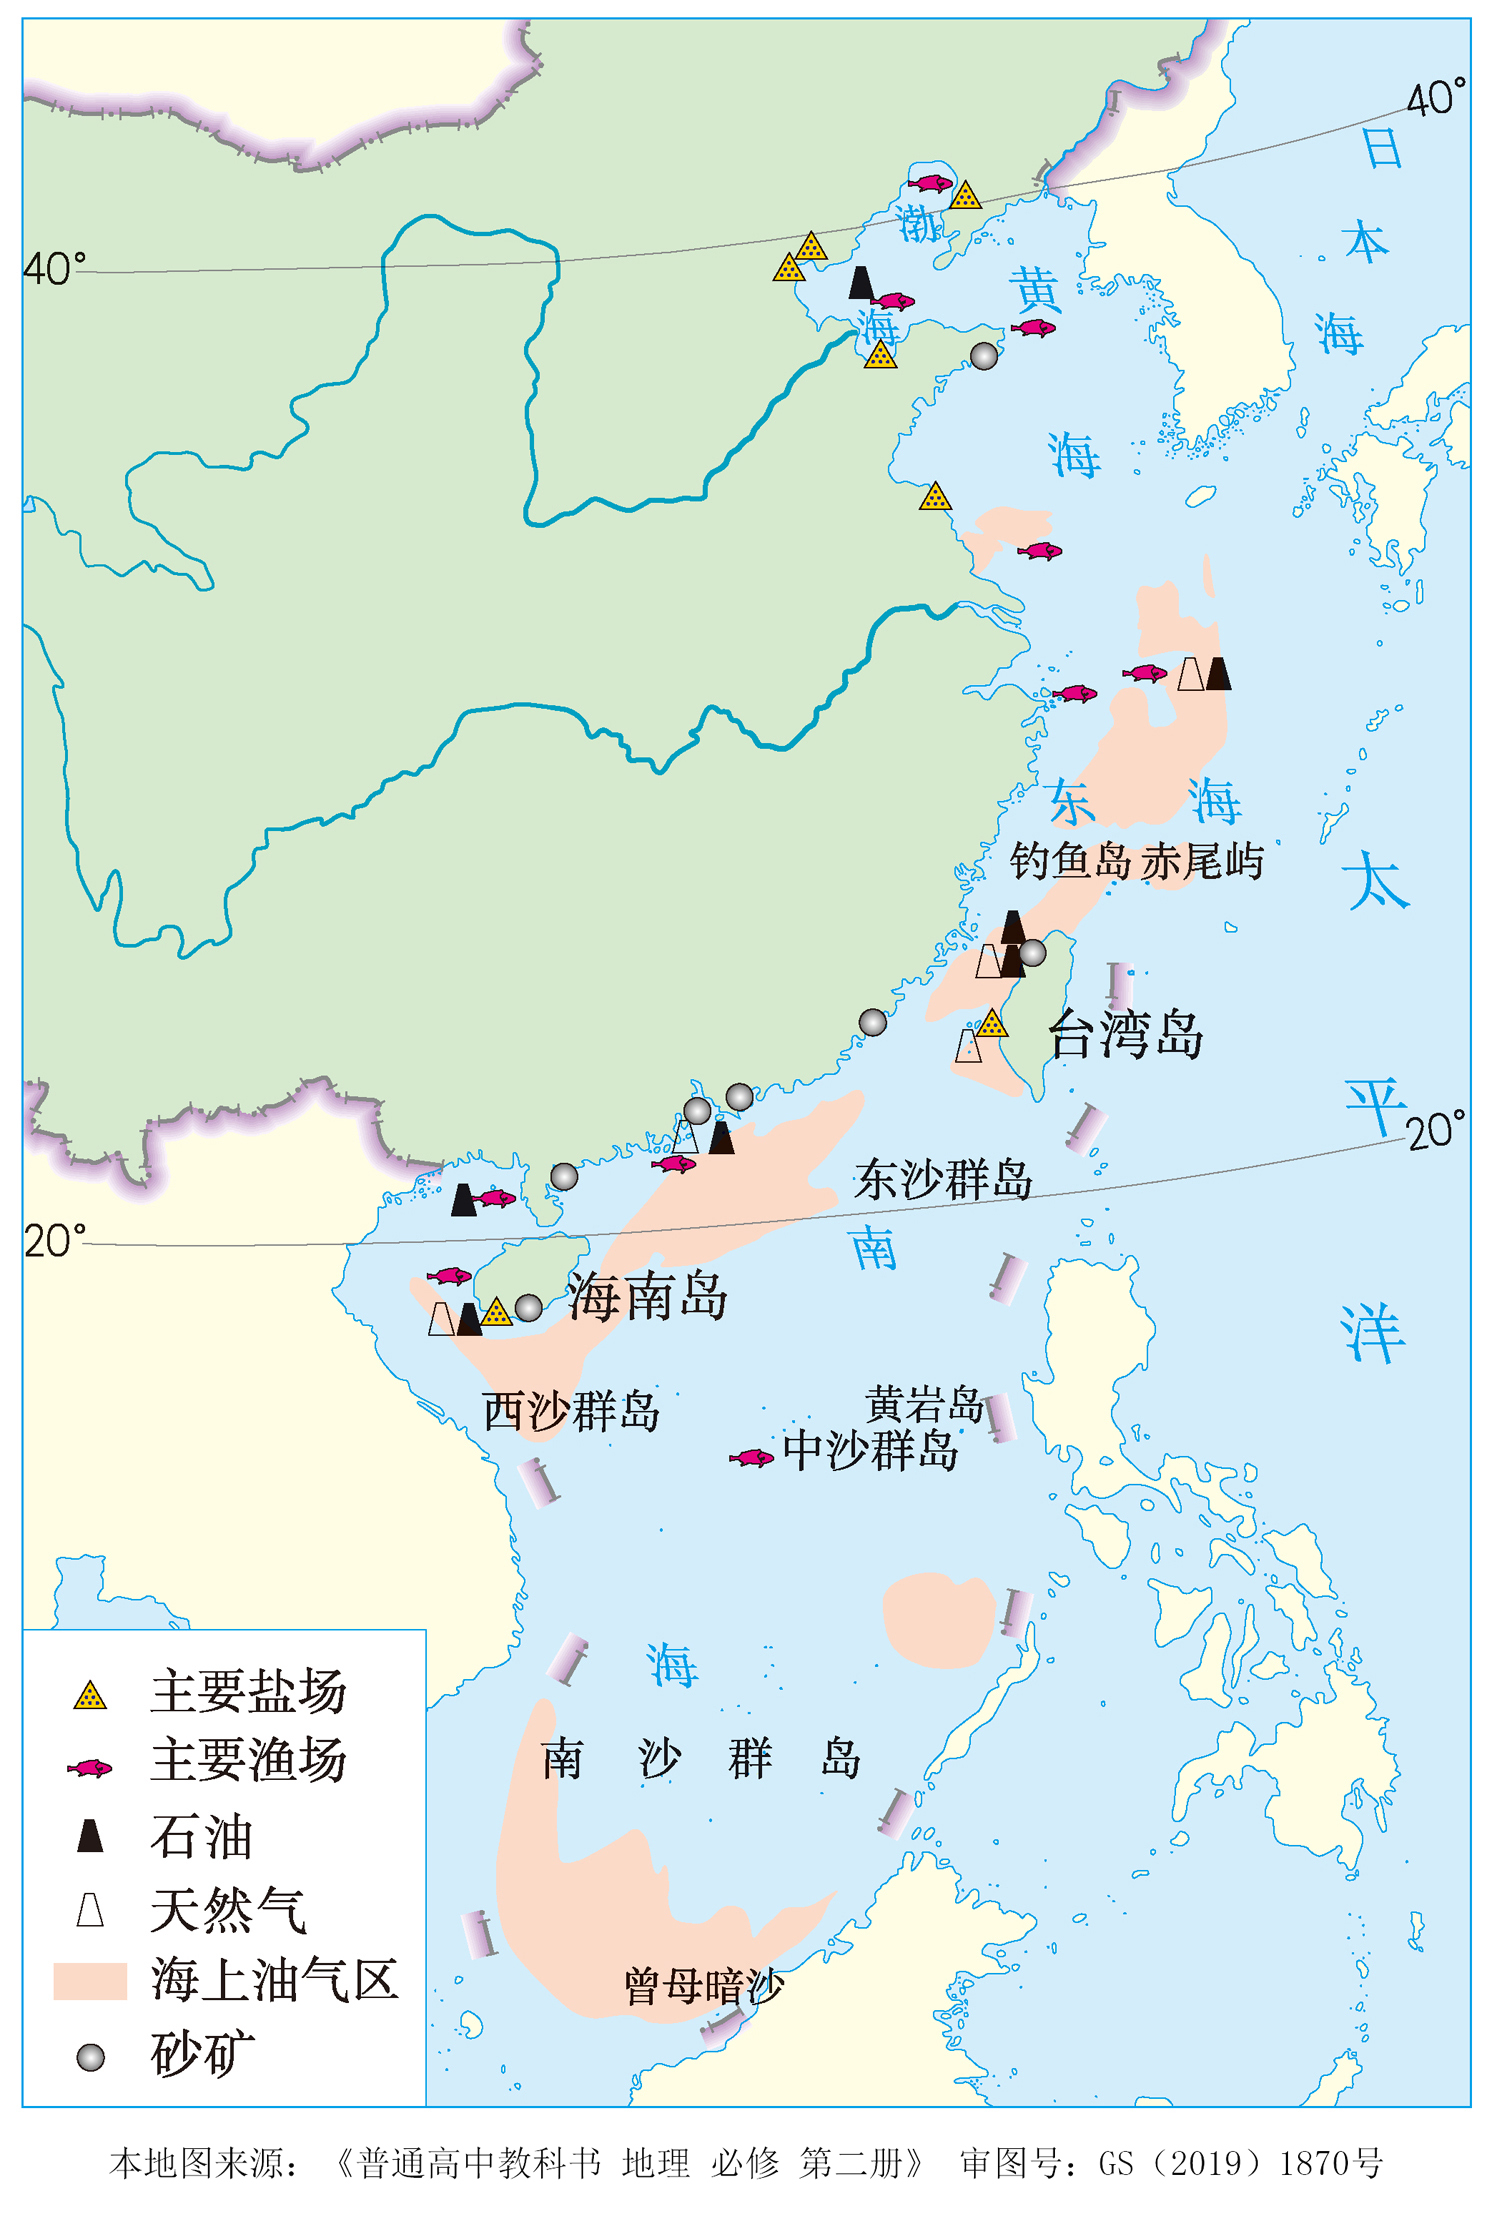 40°
日
本
海
渤
海
40°
黄
海
东 海
钓鱼岛 赤尾屿
太
平
洋
台湾岛
20°
东沙群岛
南
海
20°
海南岛
西沙群岛
黄岩岛
中沙群岛
南 沙 群 岛
曾母暗沙
主要盐场
主要渔场
石油
天然气
海上油气区
砂矿
本地图来源：《普通高中教科书 地理 必修 第二册》 审图号：GS（2019）1870号